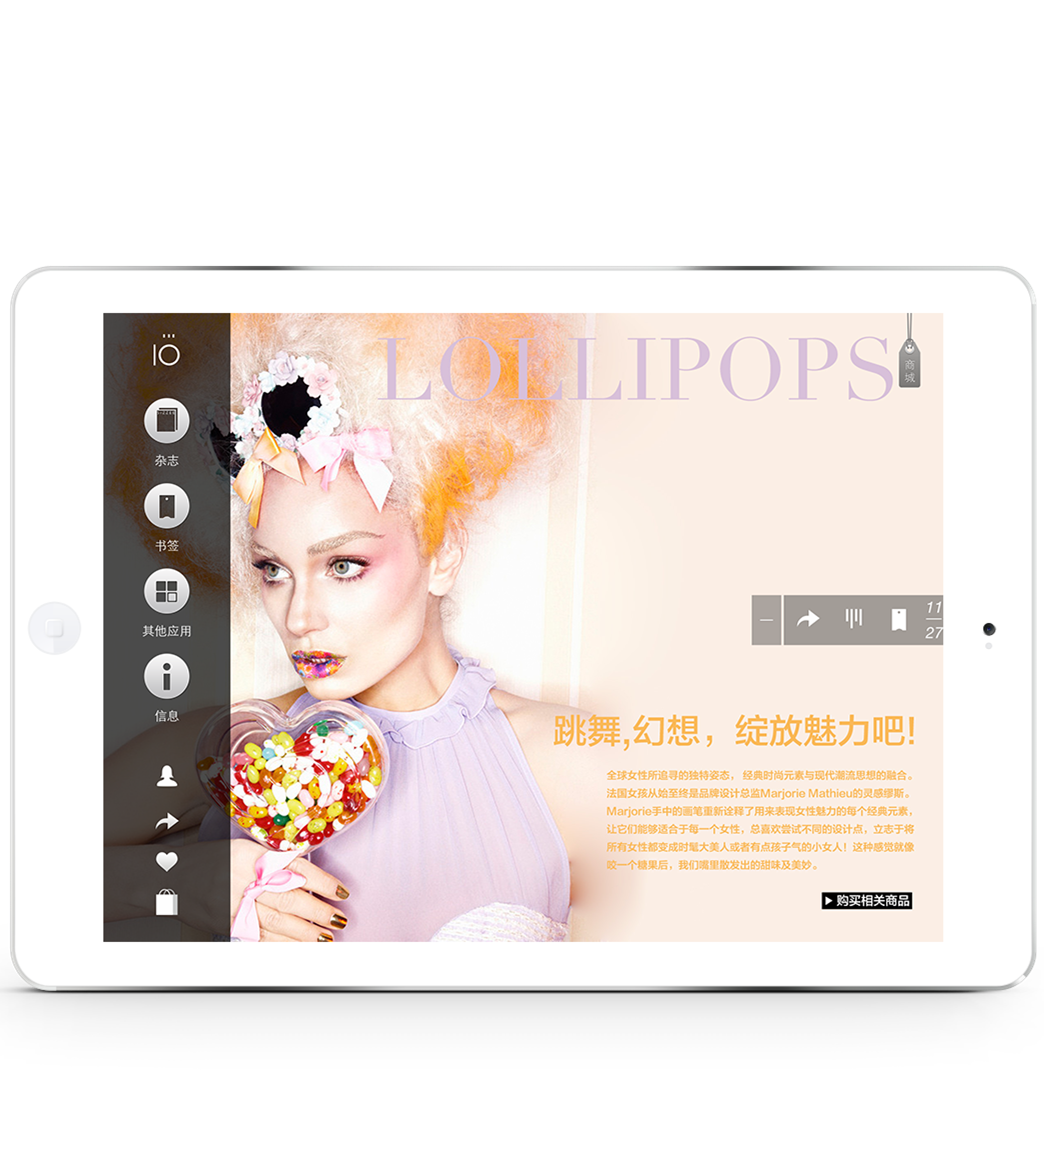 IO
LOLLIPOPS
商
城
杂志
书签
其他应用
信息
11
27
跳舞,幻想，绽放魅力吧!
全球女性所追寻的独特姿态，经典时尚元素与现代潮流思想的融合。
法国女孩从始至终是品牌设计总监Marjorie Mathieu的灵感缪斯。
Marjorie手中的画笔重新诠释了用来表现女性魅力的每个经典元素，
让它们能够适合于每一个女性，总喜欢尝试不同的设计点，立志于将
所有女性都变成时髦大美人或者有点孩子气的小女人！这种感觉就像
咬一个糖果后，我们嘴里散发出的甜味及美妙。
购买相关商品